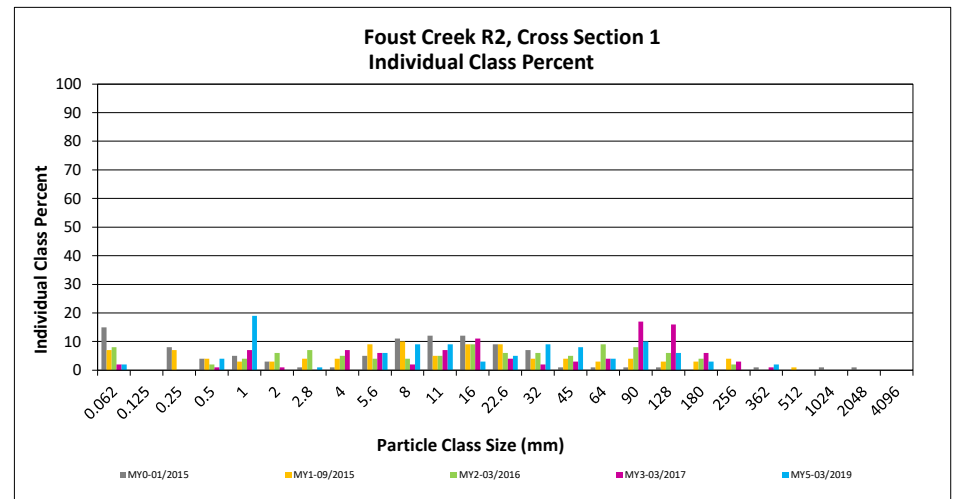 Foust Creek R2, Cross Section 1
Individual Class Percent
100
90
80
70
60
50
40
30
20
10
0
Individual Class Percent
0.062 0.125 0.25 0.5 1 2 2.8 4 5.6 8 11 16 22.6 32 45 64 90 128 180 256 362 512 1024 2048 4096
Particle Class Size (mm)
MY0-01/2015 MY1-09/2015 MY2-03/2016 MY3-03/2017 MY5-03/2019